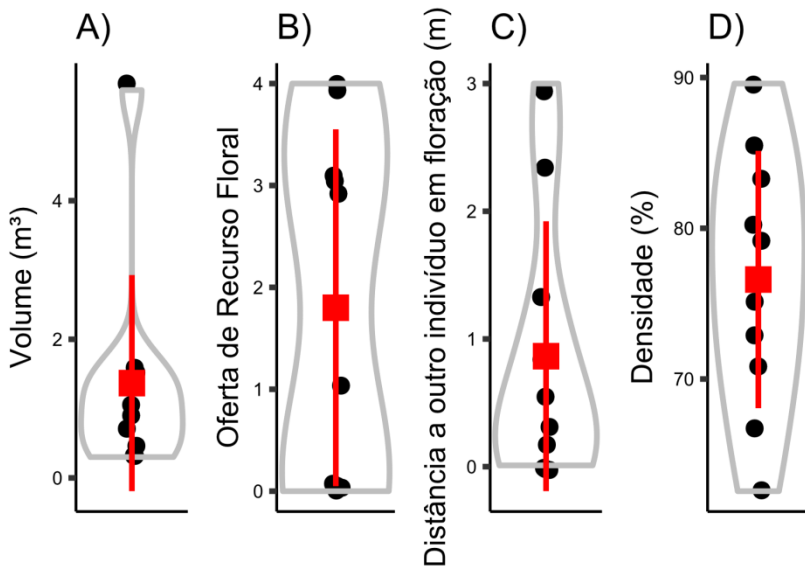 A)
Volume (m³)
4
2
0
B)
Oferta de Recurso Floral
4
3
2
1
0
C)
Distância a outro indivíduo em floração (m)
3
2
1
0
D)
Densidade (%)
90
80
70